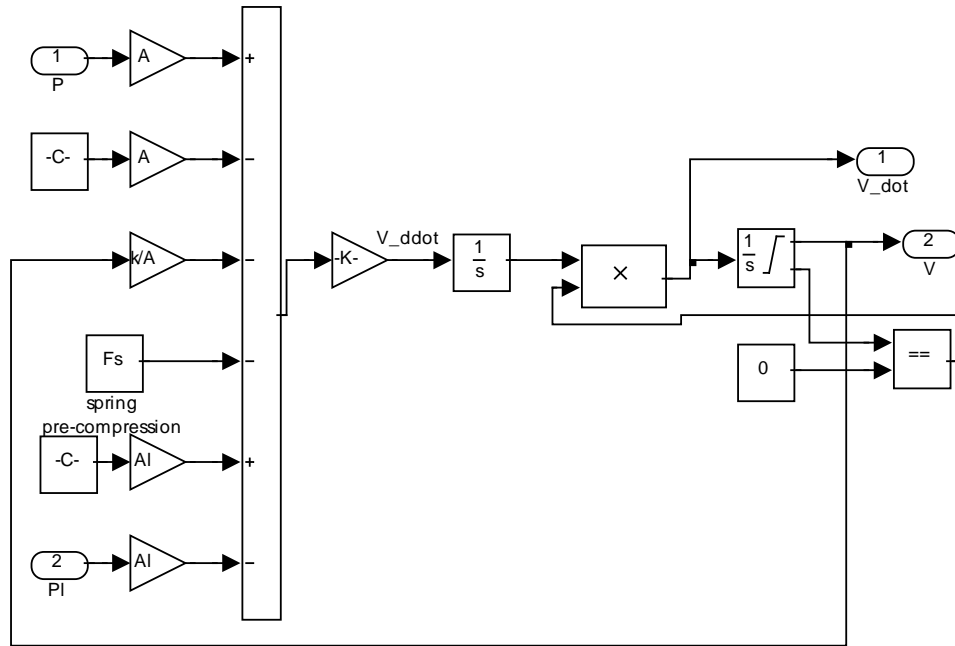 1
A
+
P
-C-
A
−
k/A
−
Fs
−
spring
pre-compression
-C-
Al
+
2
Al
−
Pl
-K-
V_ddot
1
s
×
1
s
1
V_dot
2
V
0
==